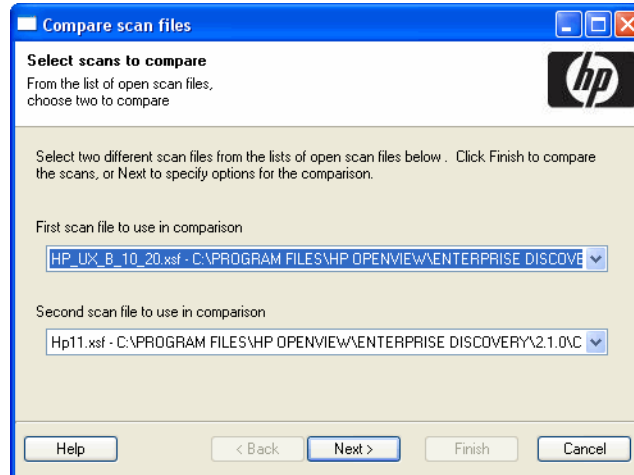 Compare scan files
Select scans to compare
From the list of open scan files,
choose two to compare
hp
Select two different scan files from the lists of open scan files below . Click Finish to compare
the scans, or Next to specify options for the comparison.
First scan file to use in comparison
HP_UX_B_10_20.xsf - C:\PROGRAM FILES\HP OPENVIEW\ENTERPRISE DISCOVE
Second scan file to use in comparison
Hp11.xsf - C:\PROGRAM FILES\HP OPENVIEW\ENTERPRISE DISCOVERY\2.1.0\C
Help < Back Next > Finish Cancel